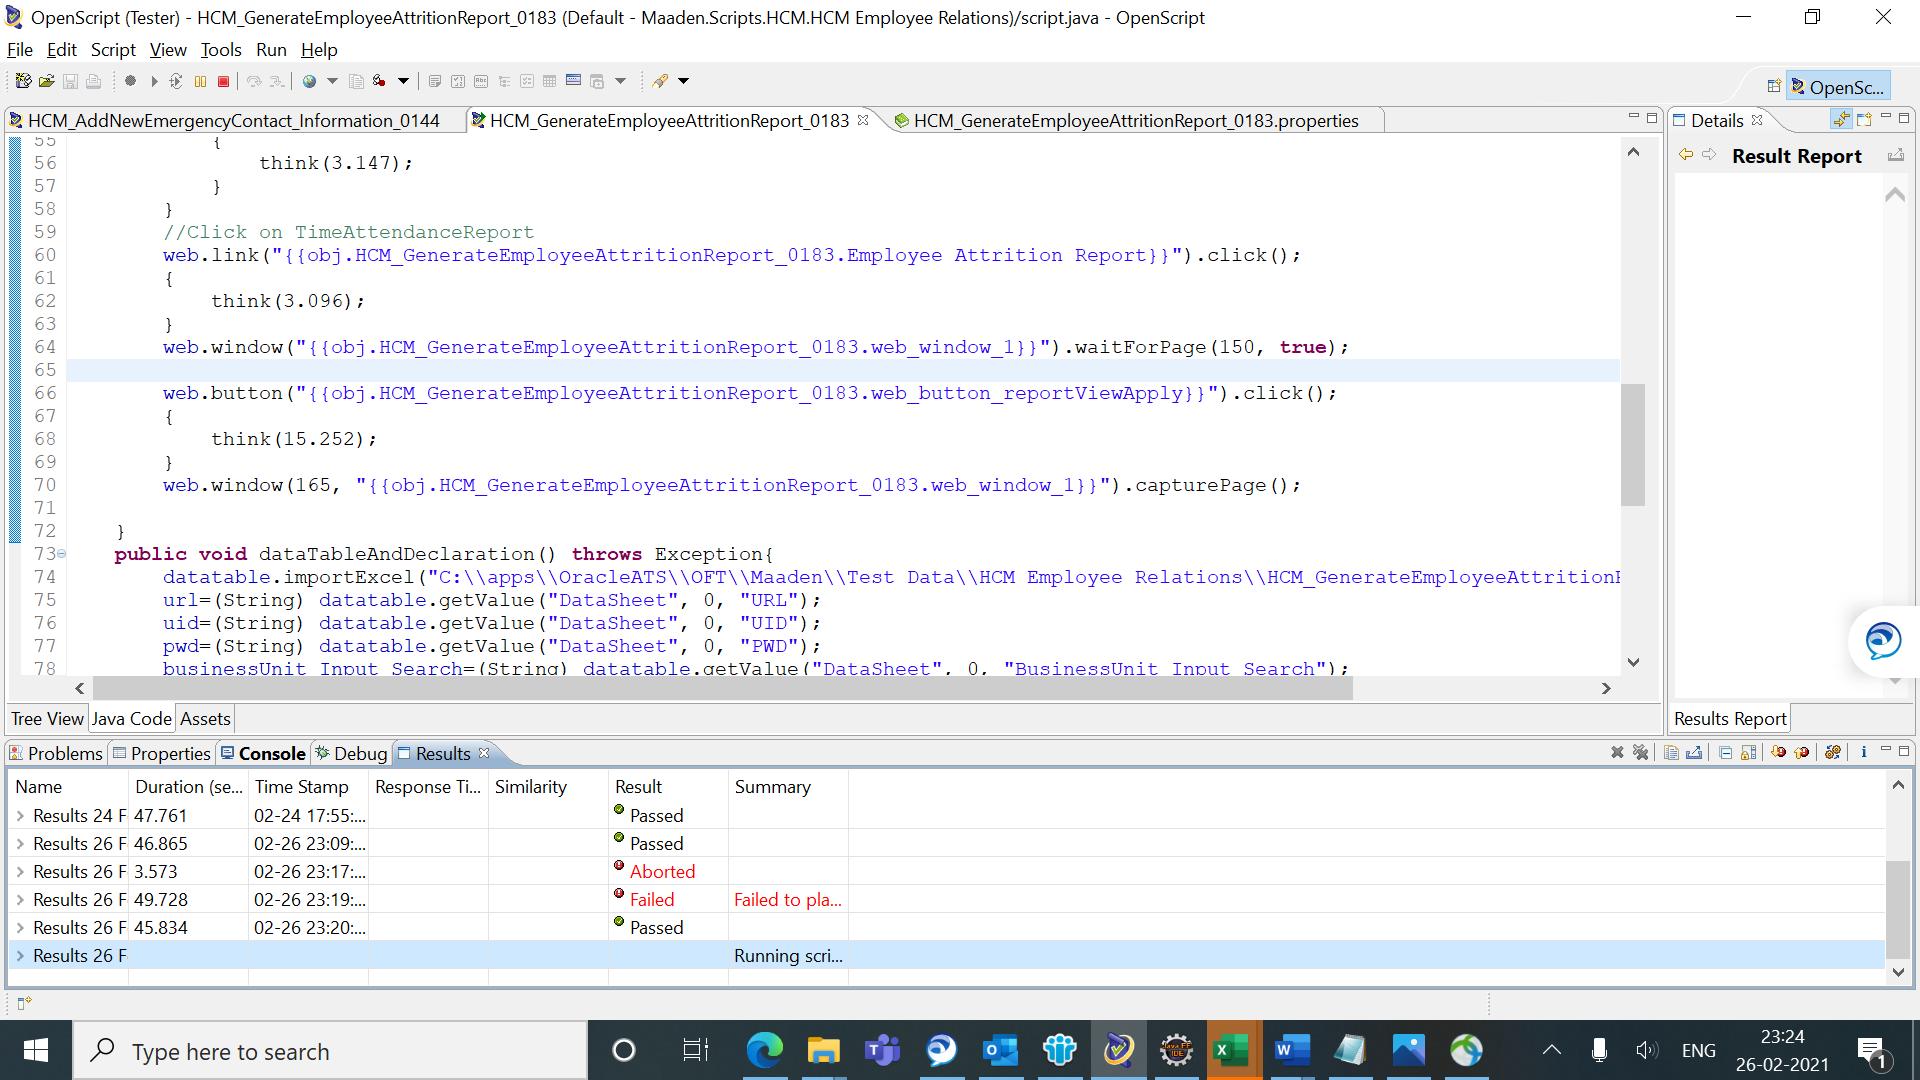 OpenScript (Tester) - HCM_GenerateEmployeeAttritionReport_0183 (Default - Maaden.Scripts.HCM.HCM Employee Relations)/script.java - OpenScript
File Edit Script View Tools Run Help
OpenSc...
HCM_AddNewEmergencyContact_Information_0144 HCM_GenerateEmployeeAttritionReport_0183 HCM_GenerateEmployeeAttritionReport_0183.properties
Details
Result Report
55 {
56 think(3.147);
57 }
58 }
59 //Click on TimeAttendanceReport
60 web.link("{{obj.HCM_GenerateEmployeeAttritionReport_0183.Employee Attrition Report}}").click();
61 {
62 think(3.096);
63 }
64 web.window("{{obj.HCM_GenerateEmployeeAttritionReport_0183.web_window_1}}").waitForPage(150, true);
65
66 web.button("{{obj.HCM_GenerateEmployeeAttritionReport_0183.web_button_reportViewApply}}").click();
67 {
68 think(15.252);
69 }
70 web.window(165, "{{obj.HCM_GenerateEmployeeAttritionReport_0183.web_window_1}}").capturePage();
71
72 }
73 public void dataTableAndDeclaration() throws Exception{
74 datatable.importExcel("C:\\apps\\OracleATS\\OFT\\Maaden\\Test Data\\HCM Employee Relations\\HCM_GenerateEmployeeAttritionR
75 url=(String) datatable.getValue("DataSheet", 0, "URL");
76 uid=(String) datatable.getValue("DataSheet", 0, "UID");
77 pwd=(String) datatable.getValue("DataSheet", 0, "PWD");
78 businessUnit_Input_Search=(String) datatable.getValue("DataSheet", 0, "BusinessUnit_Input_Search");
Tree View Java Code Assets
Results Report
Problems Properties Console Debug Results
Name Duration (se... Time Stamp Response Ti... Similarity Result Summary
Results 24 F 47.761 02-24 17:55:... Passed
Results 26 F 46.865 02-26 23:09:... Passed
Results 26 F 3.573 02-26 23:17:... Aborted
Results 26 F 49.728 02-26 23:19:... Failed Failed to pla...
Results 26 F 45.834 02-26 23:20:... Passed
Results 26 F Running scri...
Type here to search
ENG
23:24
26-02-2021
1